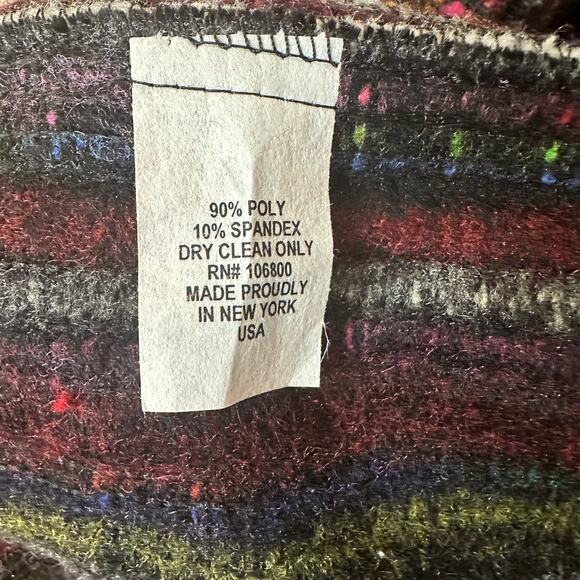 90% POLY
10% SPANDEX
DRY CLEAN ONLY
RN# 106800
MADE PROUDLY
IN NEW YORK
USA